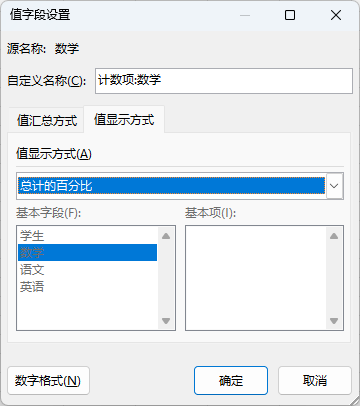 值字段设置
源名称: 数学
自定义名称(C): 计数项:数学
值汇总方式 值显示方式
值显示方式(A)
总计的百分比
基本字段(F): 基本项(I):
学生
数学
语文
英语
数字格式(N) 确定 取消